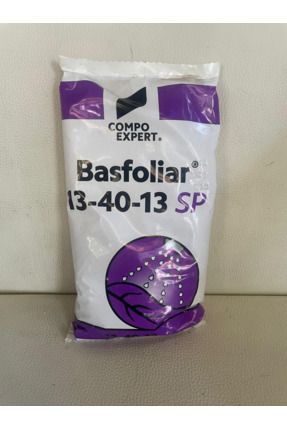 COMPO
EXPERT®
Basfoliar®
13-40-13 SP